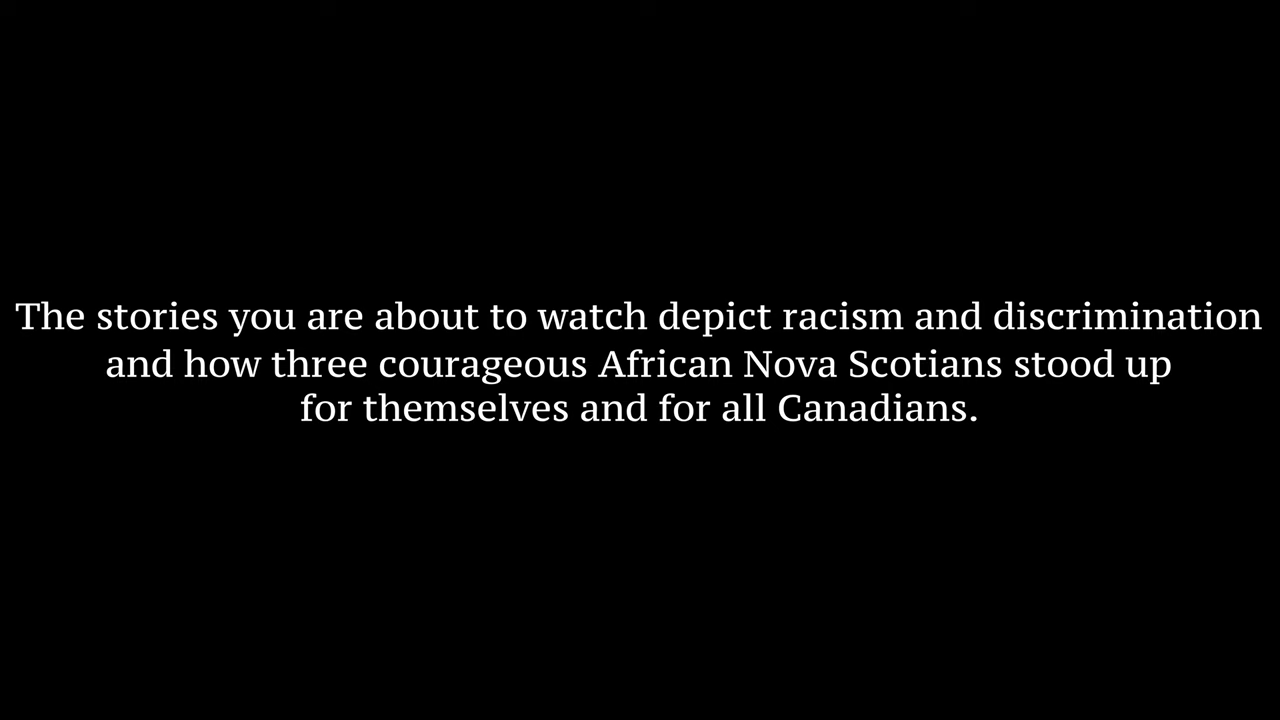 The stories you are about to watch depict racism and discrimination
and how three courageous African Nova Scotians stood up
for themselves and for all Canadians.